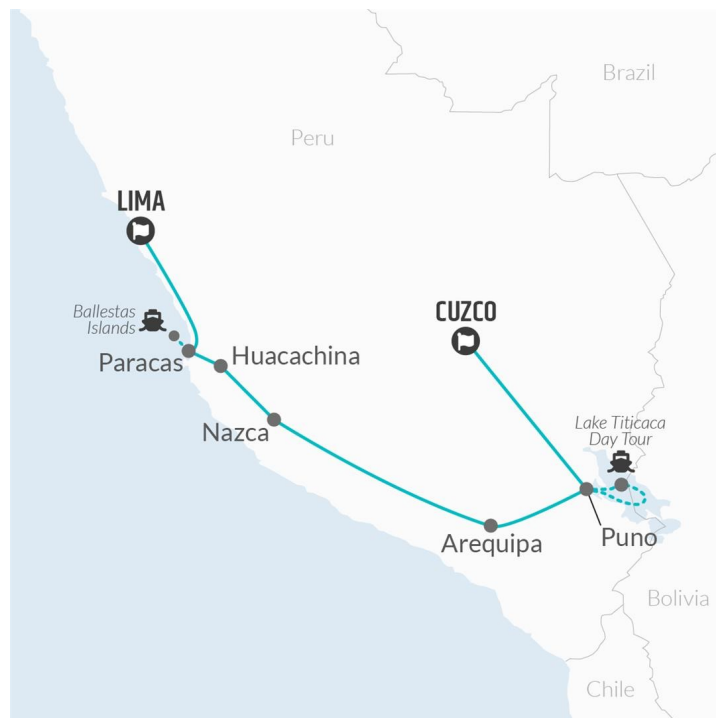 Brazil
Peru
LIMA
Ballestas
Islands
CUZCO
Paracas
Huacachina
Nazca
Lake Titicaca
Day Tour
Arequipa
Puno
Bolivia
Chile